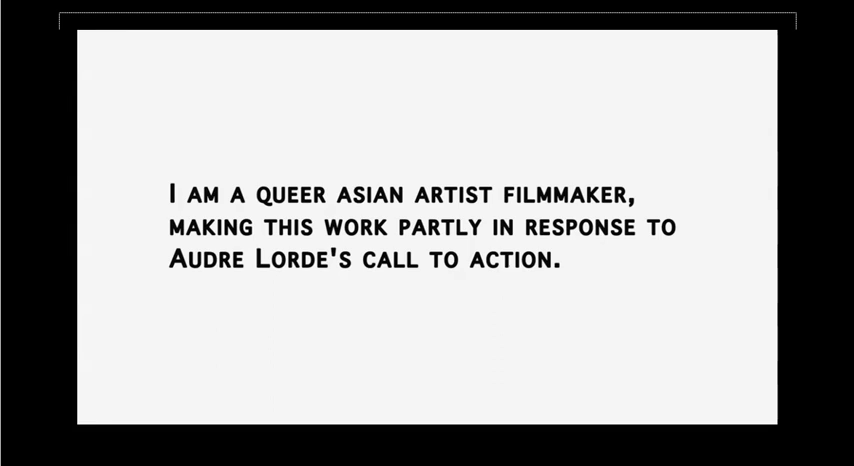 I AM A QUEER ASIAN ARTIST FILMMAKER,
MAKING THIS WORK PARTLY IN RESPONSE TO
AUDRE LORDE'S CALL TO ACTION.